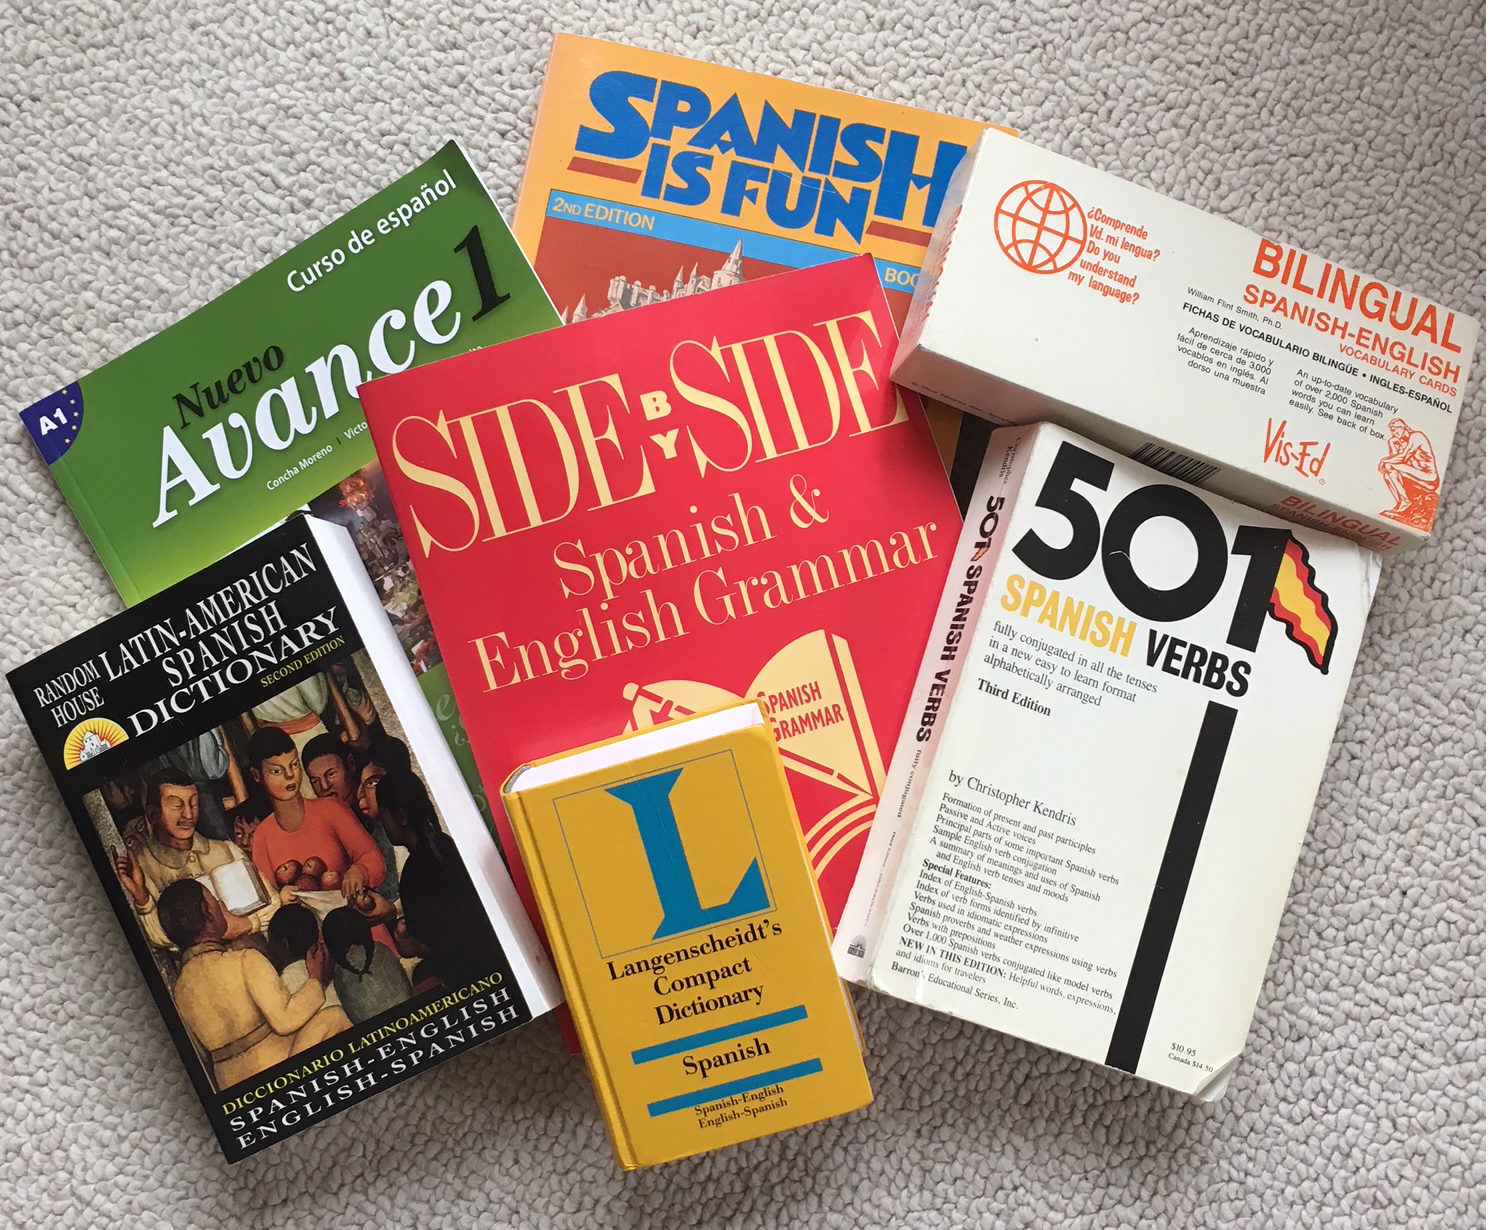 SPANISH
IS FUN
2ND EDITION
BOO
Curso de español
Nuevo
Avance 1
A1
Concha Moreno | Victo
¿Comprende
Vd. mi lengua?
Do you
understand
my language?
BILINGUAL
SPANISH-ENGLISH
VOCABULARY CARDS
William Flint Smith, Ph.D.
FICHAS DE VOCABULARIO BILINGÜE • INGLES-ESPAÑOL
Aprendizaje rápido y
fácil de cerca de 3.000
vocablos en inglés. Al
dorso una muestra
An up-to-date vocabulary
of over 2,000 Spanish
words you can learn
easily. See back of box.
Vis-Ed
®
BILINGUAL
SIDE BY SIDE
Spanish &
English Grammar
SPANISH
GRAMMAR
Christopher
Kendris
501 SPANISH VERBS
fully conjugated
501
SPANISH VERBS
fully conjugated in all the tenses
in a new easy to learn format
alphabetically arranged
Third Edition
by Christopher Kendris
Formation of present and past participles
Passive and Active voices
Principal parts of some important Spanish verbs
Sample English verb conjugation
A summary of meanings and uses of Spanish
and English verb tenses and moods
Special Features:
Index of English-Spanish verbs
Index of verb forms identified by infinitive
Verbs used in idiomatic expressions
Spanish proverbs and weather expressions using verbs
Verbs with prepositions
Over 1,000 Spanish verbs conjugated like model verbs
NEW IN THIS EDITION: Helpful words, expressions,
and idioms for travelers
Barron's Educational Series, Inc.
$10.95
Canada $14.50
RANDOM
HOUSE
LATIN-AMERICAN
SPANISH
DICTIONARY
SECOND EDITION
DICCIONARIO LATINOAMERICANO
SPANISH-ENGLISH
ENGLISH-SPANISH
L
Langenscheidt's
Compact
Dictionary
Spanish
Spanish-English
English-Spanish